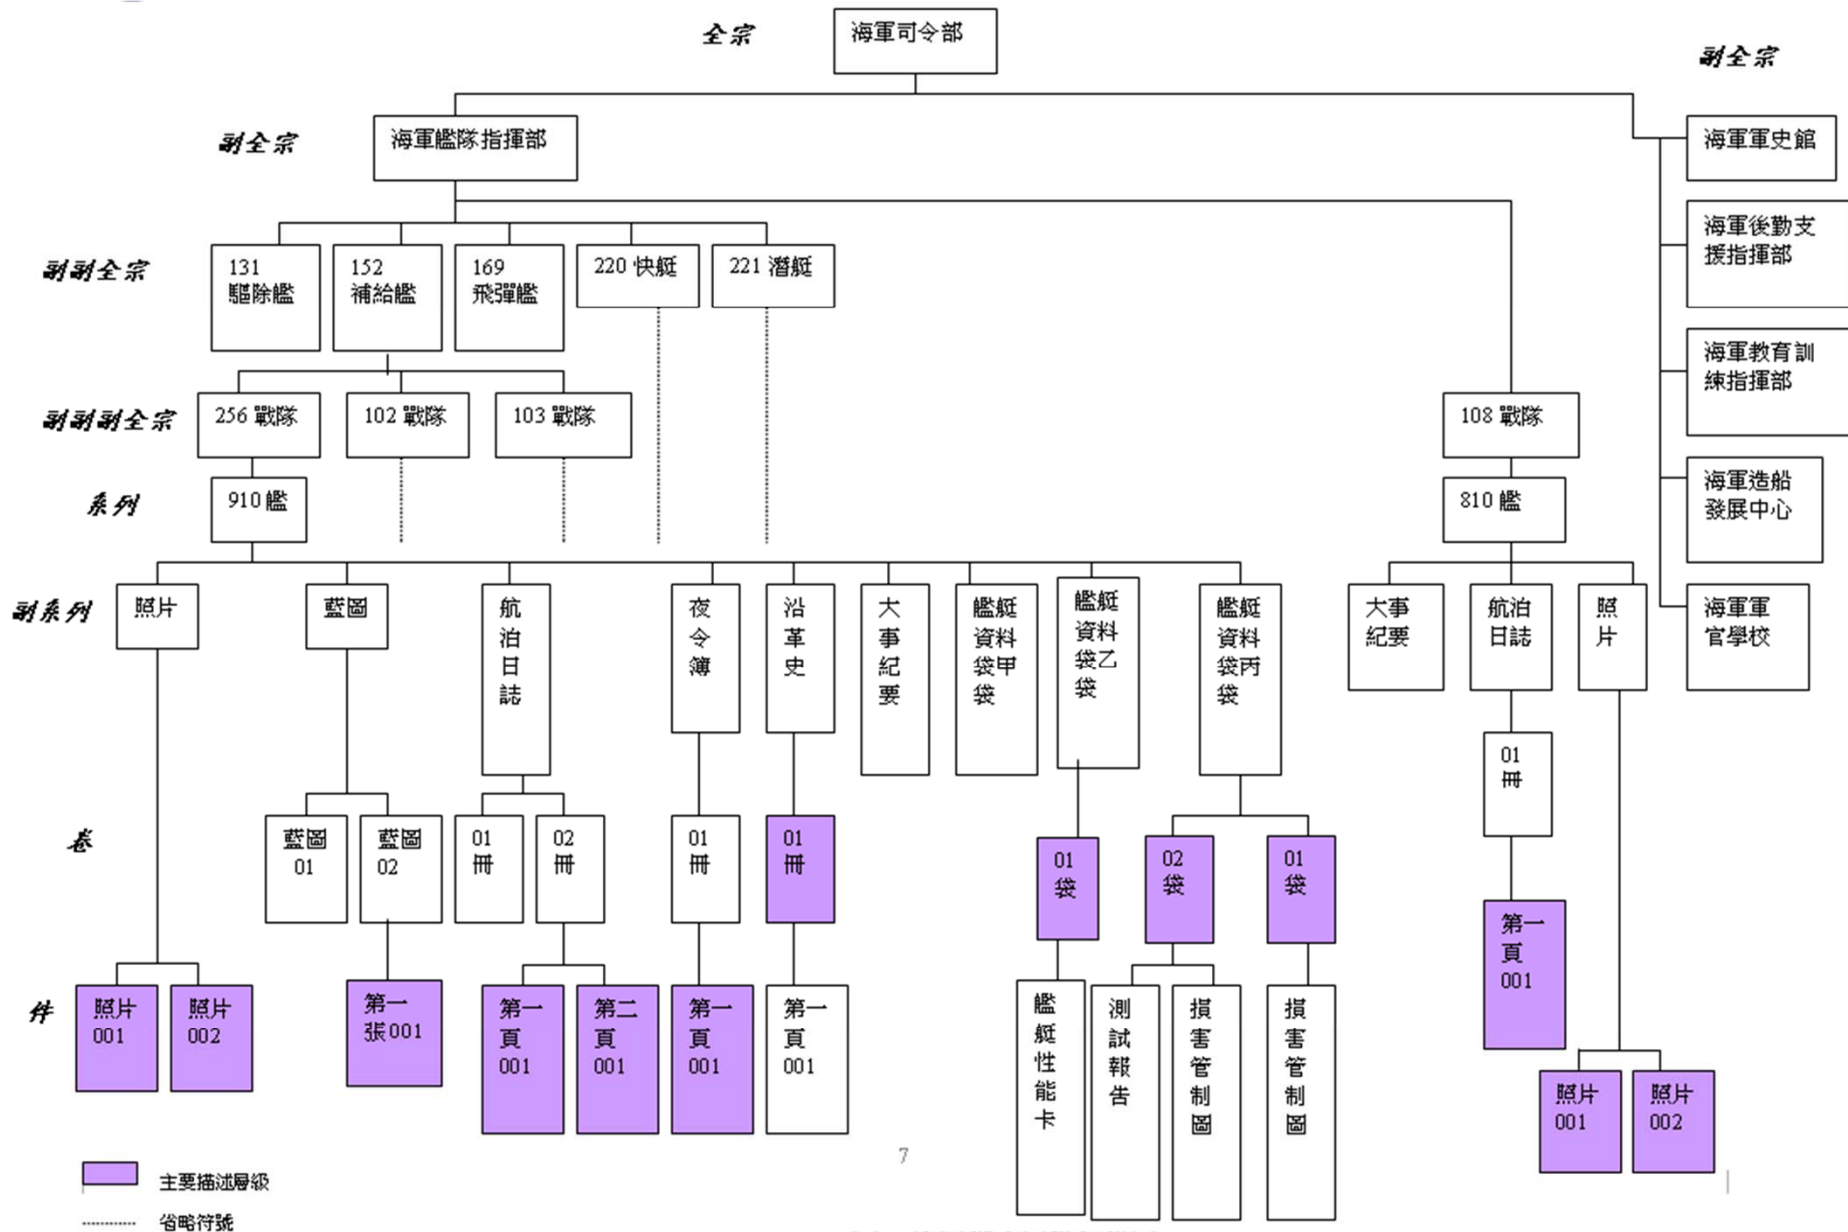 全宗
海軍司令部
副全宗
副全宗
海軍艦隊指揮部
海軍軍史館
海軍後勤支
援指揮部
海軍教育訓
練指揮部
海軍造船
發展中心
海軍軍
官學校
副副全宗
131
驅除艦
152
補給艦
169
飛彈艦
220 快艇
221 潛艇
副副副全宗
256 戰隊
102 戰隊
103 戰隊
108 戰隊
系列
910 艦
810 艦
副系列
照片
藍圖
航泊日誌
夜令簿
沿革史
大事紀要
艦艇
資料
袋甲
袋
艦艇
資料
袋乙
袋
艦艇
資料
袋丙
袋
大事
紀要
航泊
日誌
照片
卷
藍圖
01
藍圖
02
01
冊
02
冊
01
冊
01
冊
01
袋
02
袋
01
袋
01
冊
件
照片
001
照片
002
第一
張001
第一
頁
001
第二
頁
001
第一
頁
001
第一
頁
001
艦艇性能卡
測試報告
損害管制圖
損害管制圖
第一
頁
001
照片
001
照片
002
7
主要描述層級
省略符號